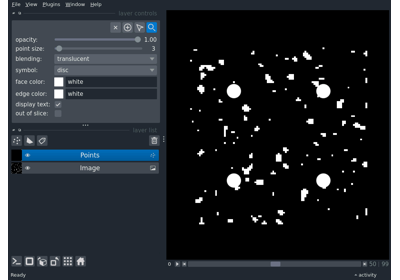 File View Plugins Window Help
layer controls
opacity: 1.00
point size: 3
blending: translucent
symbol: disc
face color: white
edge color: white
display text:
out of slice:
layer list
Points
Image
50 99
Ready activity